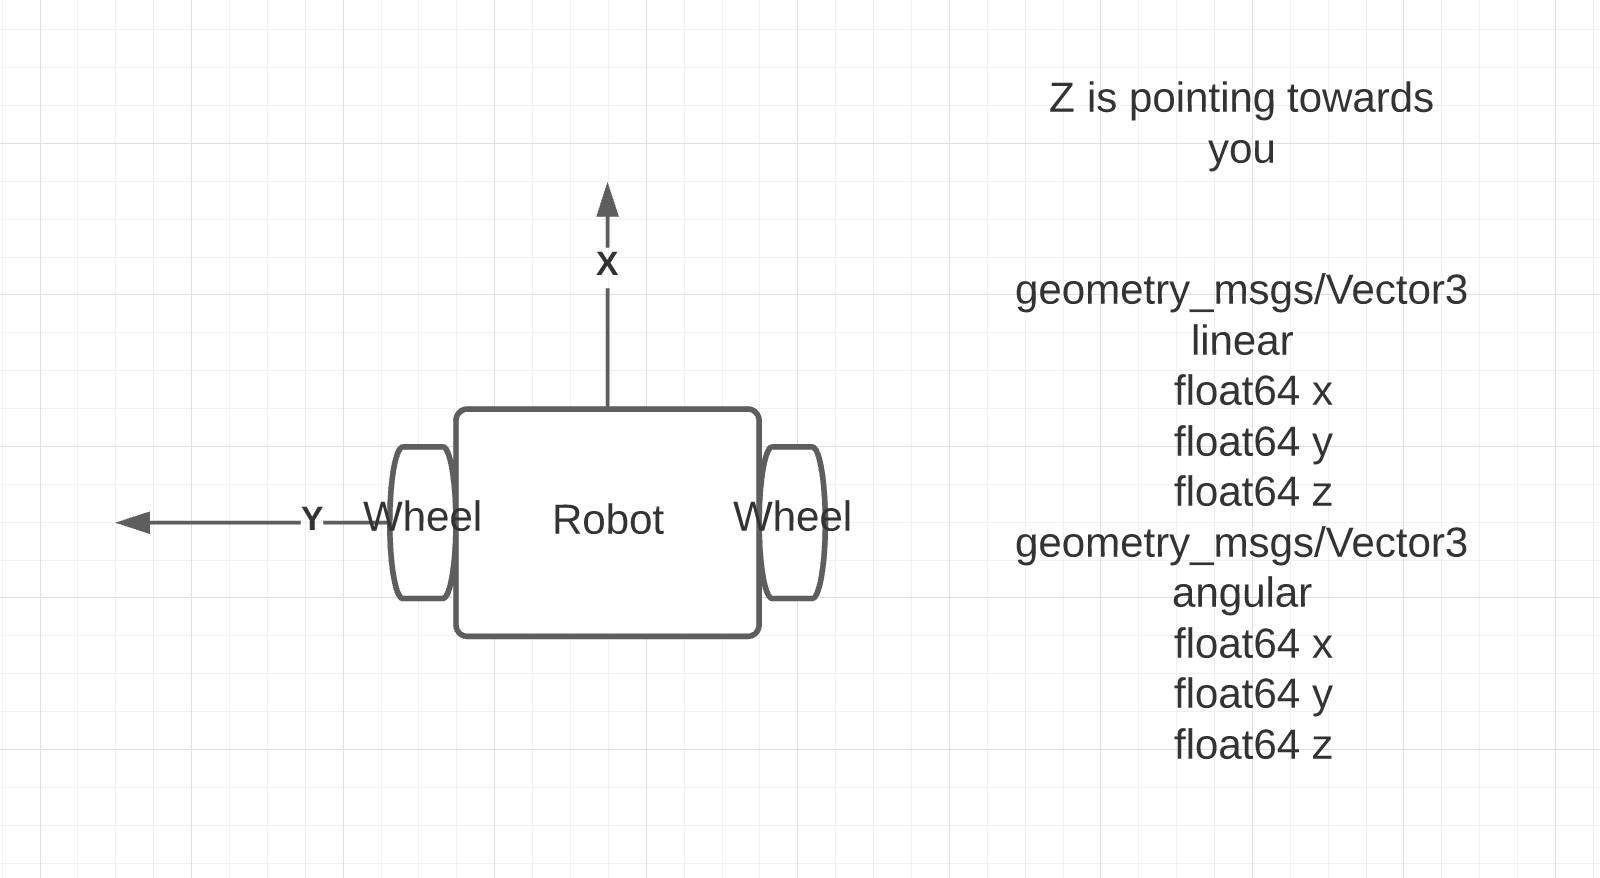 Z is pointing towards
you
X
geometry_msgs/Vector3
linear
float64 x
float64 y
float64 z
Y
Wheel
Robot
Wheel
geometry_msgs/Vector3
angular
float64 x
float64 y
float64 z